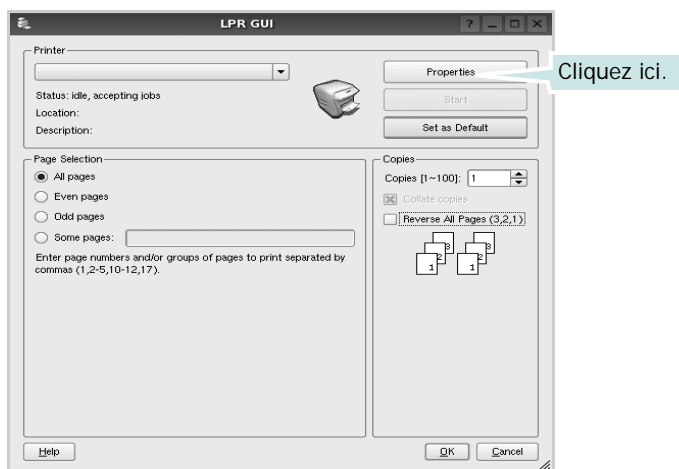 LPR GUI
Printer
Properties
Cliquez ici.
Status: idle, accepting jobs
Start
Location:
Description:
Set as Default
Page Selection
All pages
Even pages
Odd pages
Some pages:
Enter page numbers and/or groups of pages to print separated by
commas (1,2-5,10-12,17).
Copies
Copies [1~100]: 1
Collate copies
Reverse All Pages (3,2,1)
3 3
2 2
1 1
Help
OK
Cancel